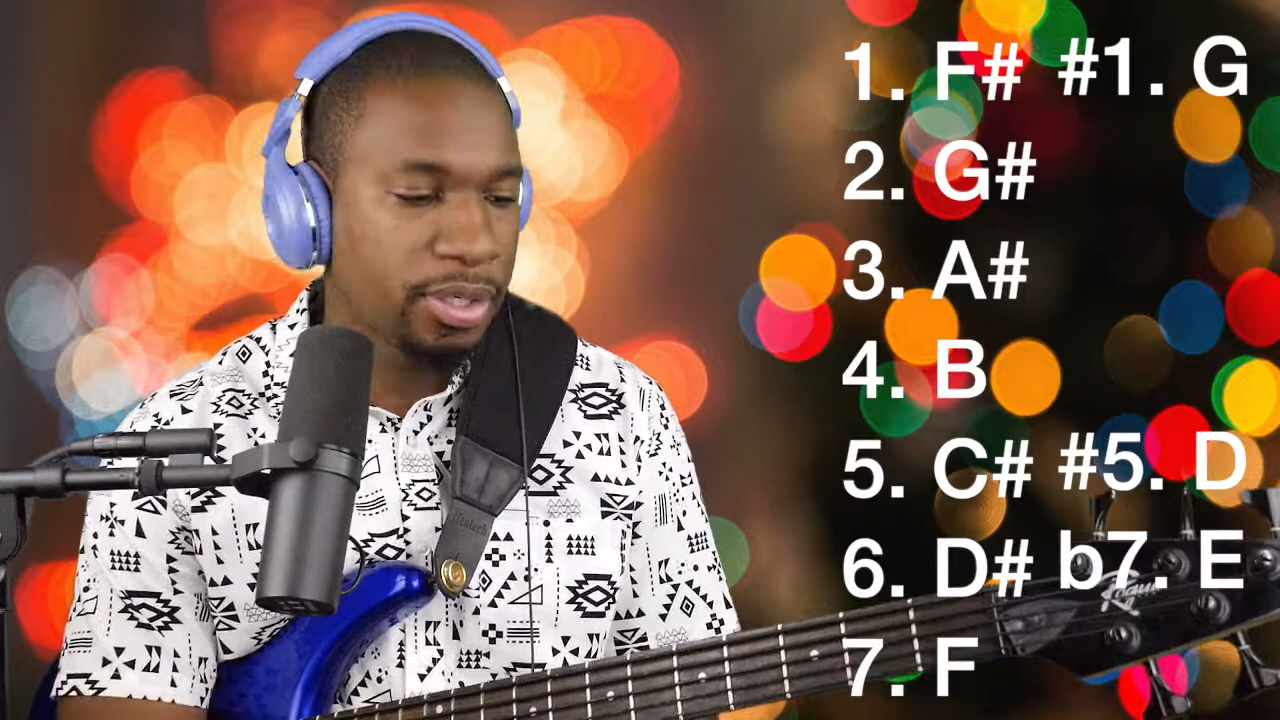 1. F# #1. G
2. G#
3. A#
4. B
5. C# #5. D
6. D# b7. E
7. F